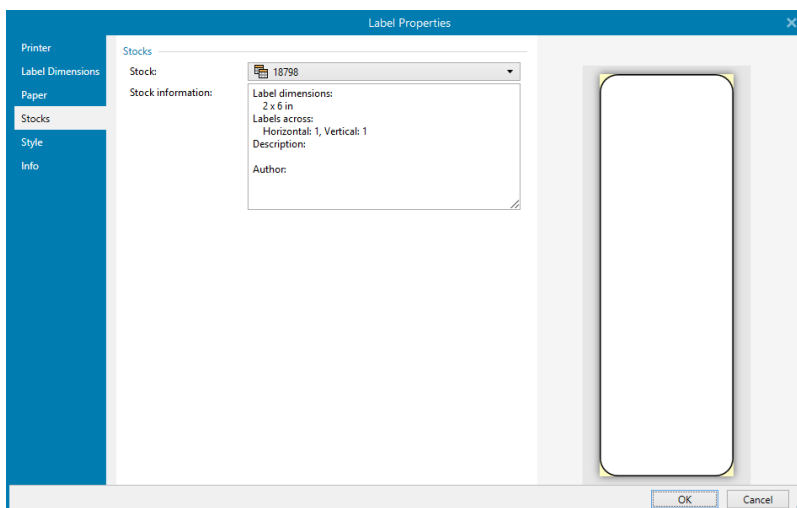 Label Properties
Printer
Label Dimensions
Paper
Stocks
Style
Info
Stocks
Stock:
18798
Stock information:
Label dimensions:
2 x 6 in
Labels across:
Horizontal: 1, Vertical: 1
Description:
Author:
OK
Cancel